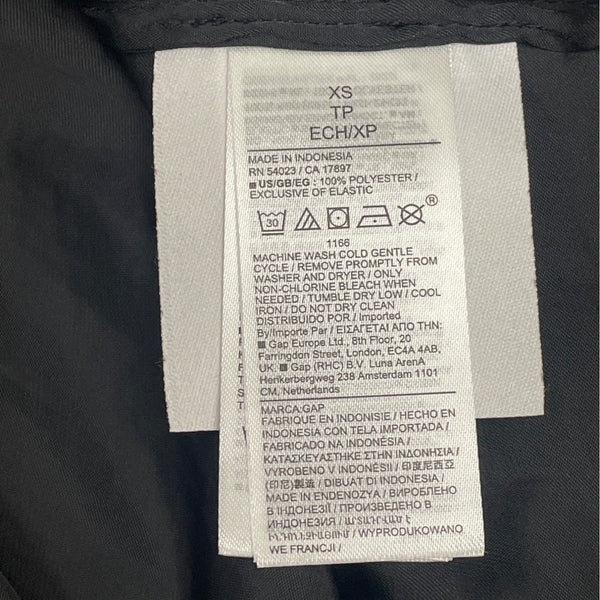 XS
TP
ECH/XP
MADE IN INDONESIA
RN 54023 / CA 17897
■ US/GB/EG : 100% POLYESTER /
EXCLUSIVE OF ELASTIC
30
®
1166
MACHINE WASH COLD GENTLE
CYCLE / REMOVE PROMPTLY FROM
WASHER AND DRYER / ONLY
NON-CHLORINE BLEACH WHEN
NEEDED / TUMBLE DRY LOW / COOL
IRON / DO NOT DRY CLEAN
DISTRIBUIDO POR / Imported
By/Importe Par / ΕΙΣΑΓΕΤΑΙ ΑΠΟ ΤΗΝ:
■ Gap Europe Ltd., 8th Floor, 20
Farringdon Street, London, EC4A 4AB,
UK. ■ Gap (RHC) B.V. Luna ArenA
Herikerbergweg 238 Amsterdam 1101
CM, Netherlands
MARCA:GAP
FABRIQUE EN INDONISIE / HECHO EN
INDONESIA CON TELA IMPORTADA /
FABRICADO NA INDONÉSIA /
ΚΑΤΑΣΚΕΥΑΣΤΗΚΕ ΣΤΗΝ ΙΝΔΟΝΗΣΙΑ /
VYROBENO V INDONÉSII / 印度尼西亞
(印尼)製造 / DIBUAT DI INDONESIA /
MADE IN ENDENOZYA / ВИРОБЛЕНО
В ІНДОНЕЗІЯ / ПРОИЗВЕДЕНО В
ИНДОНЕЗИЯ /
/ WYPRODUKOWANO
WE FRANCJI /